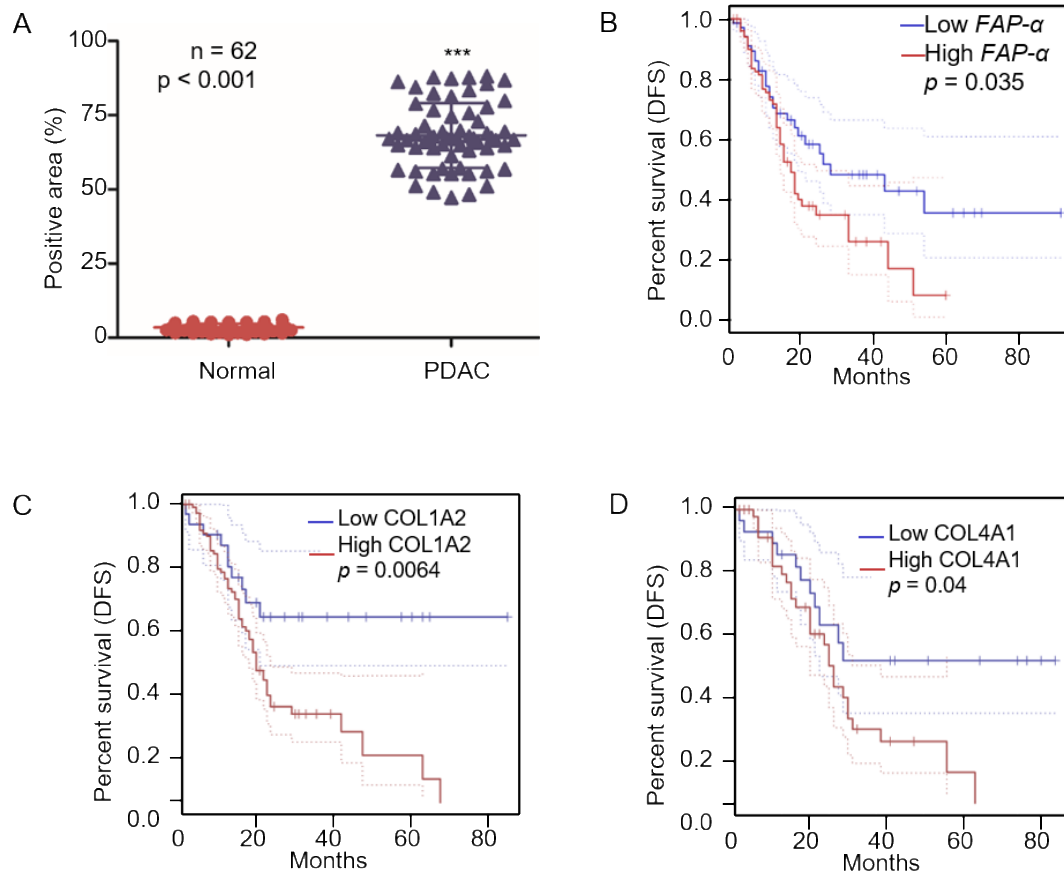 A
100
75
50
25
0
Positive area (%)
n = 62
p < 0.001
***
Normal
PDAC
B
1.0
0.8
0.6
0.4
0.2
0.0
Percent survival (DFS)
Low FAP-α
High FAP-α
p = 0.035
0
20
40
60
80
Months
C
1.0
0.8
0.6
0.4
0.2
0.0
Percent survival (DFS)
Low COL1A2
High COL1A2
p = 0.0064
0
20
40
60
80
Months
D
1.0
0.8
0.6
0.4
0.2
0.0
Percent survival (DFS)
Low COL4A1
High COL4A1
p = 0.04
0
20
40
60
80
Months